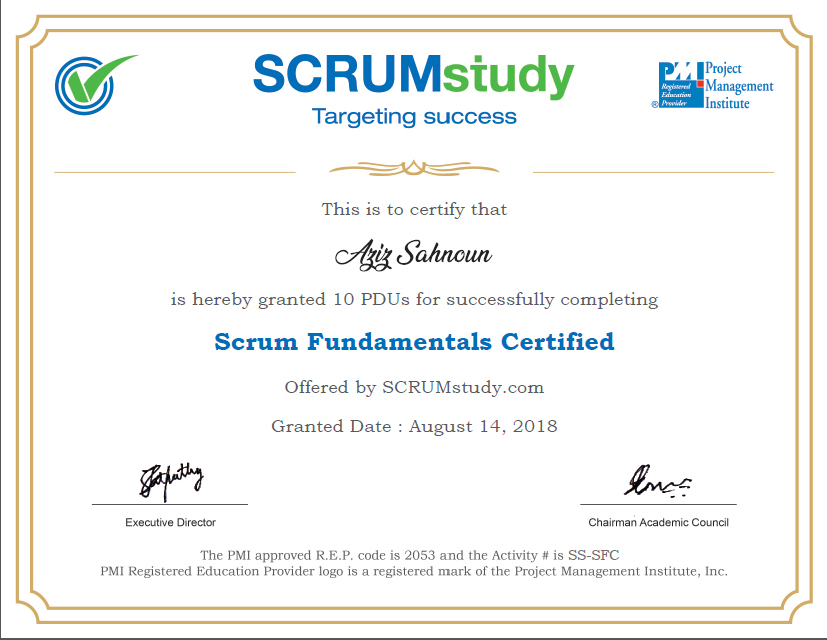 SCRUMstudy
Targeting success
PMI
Registered
Education
Provider
®
Project
Management
Institute
This is to certify that
Aziz Sahnoun
is hereby granted 10 PDUs for successfully completing
Scrum Fundamentals Certified
Offered by SCRUMstudy.com
Granted Date : August 14, 2018
Executive Director
Chairman Academic Council
The PMI approved R.E.P. code is 2053 and the Activity # is SS-SFC
PMI Registered Education Provider logo is a registered mark of the Project Management Institute, Inc.